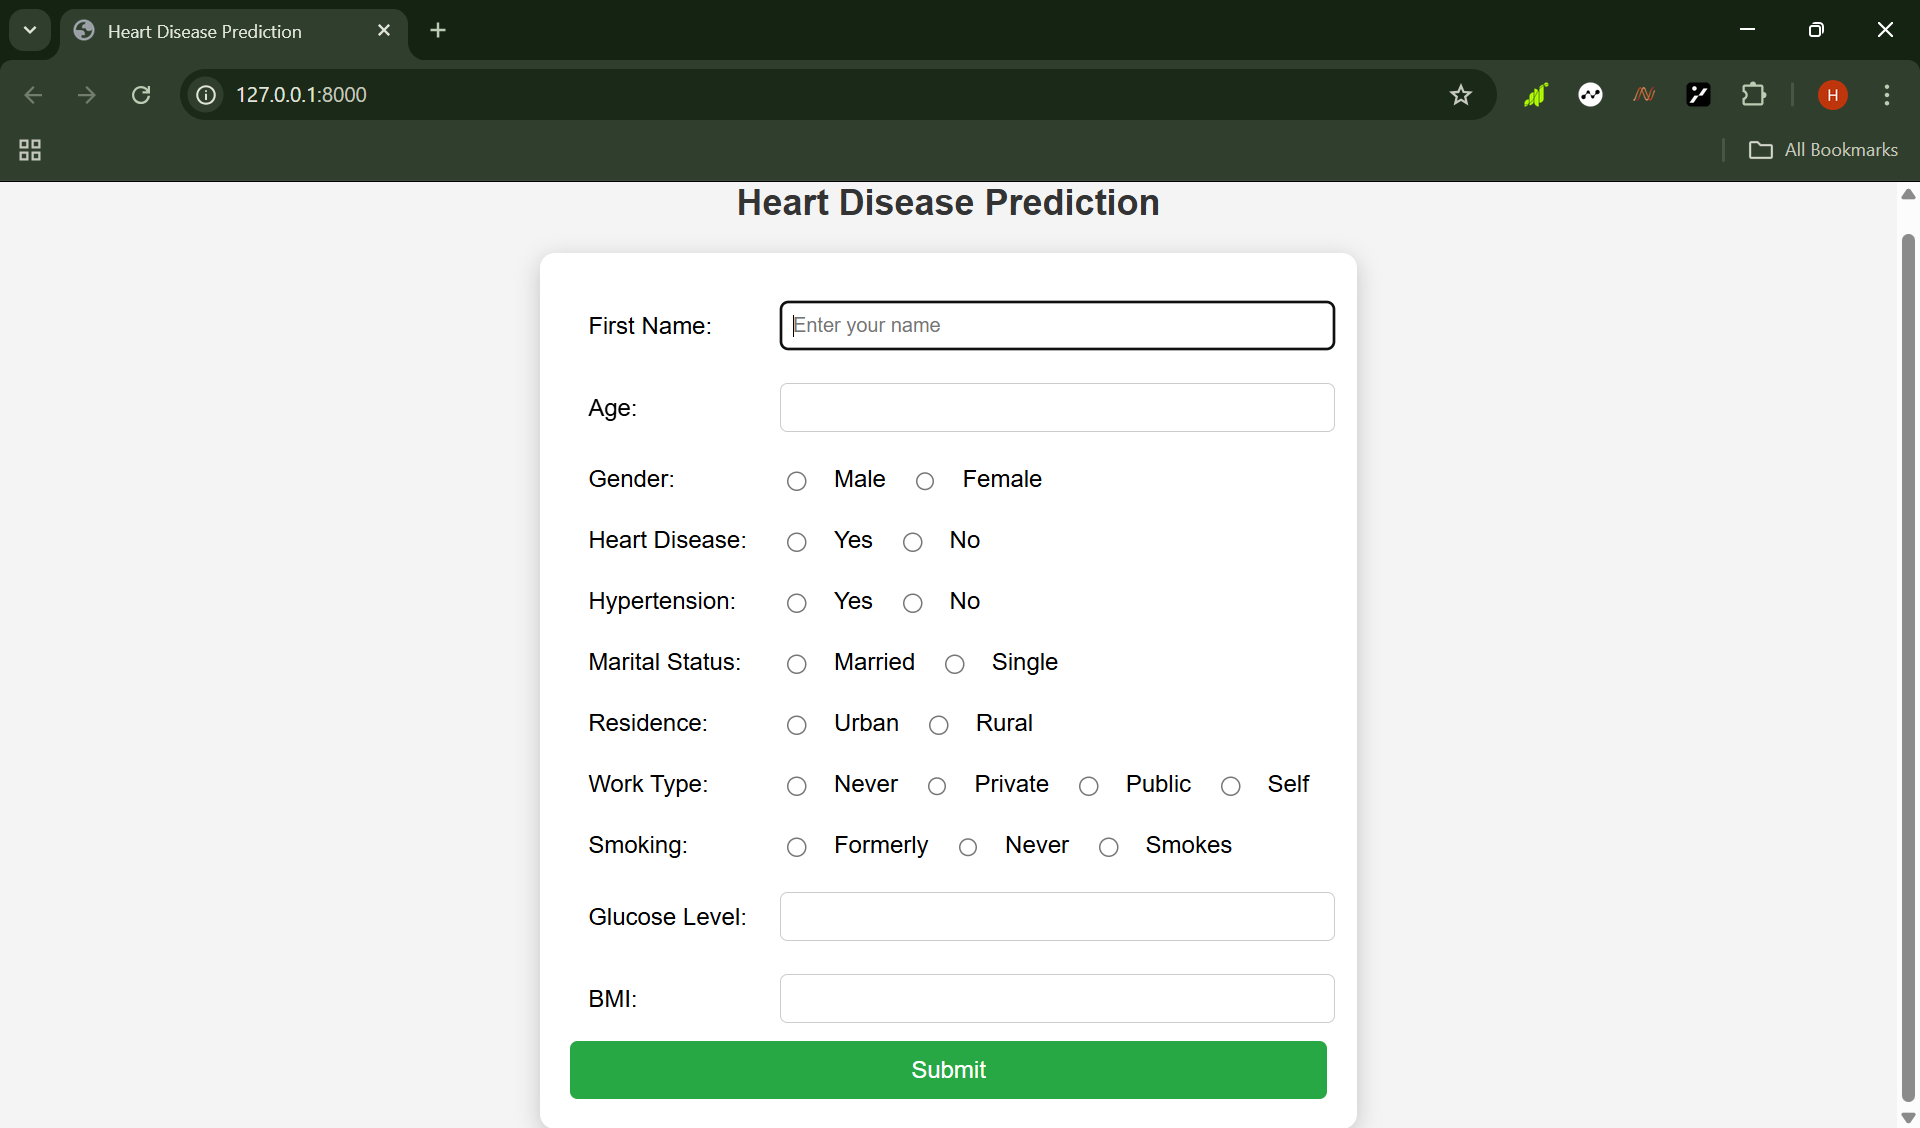 Heart Disease Prediction
127.0.0.1:8000
H
All Bookmarks
Heart Disease Prediction
First Name: Enter your name
Age:
Gender: Male Female
Heart Disease: Yes No
Hypertension: Yes No
Marital Status: Married Single
Residence: Urban Rural
Work Type: Never Private Public Self
Smoking: Formerly Never Smokes
Glucose Level:
BMI:
Submit